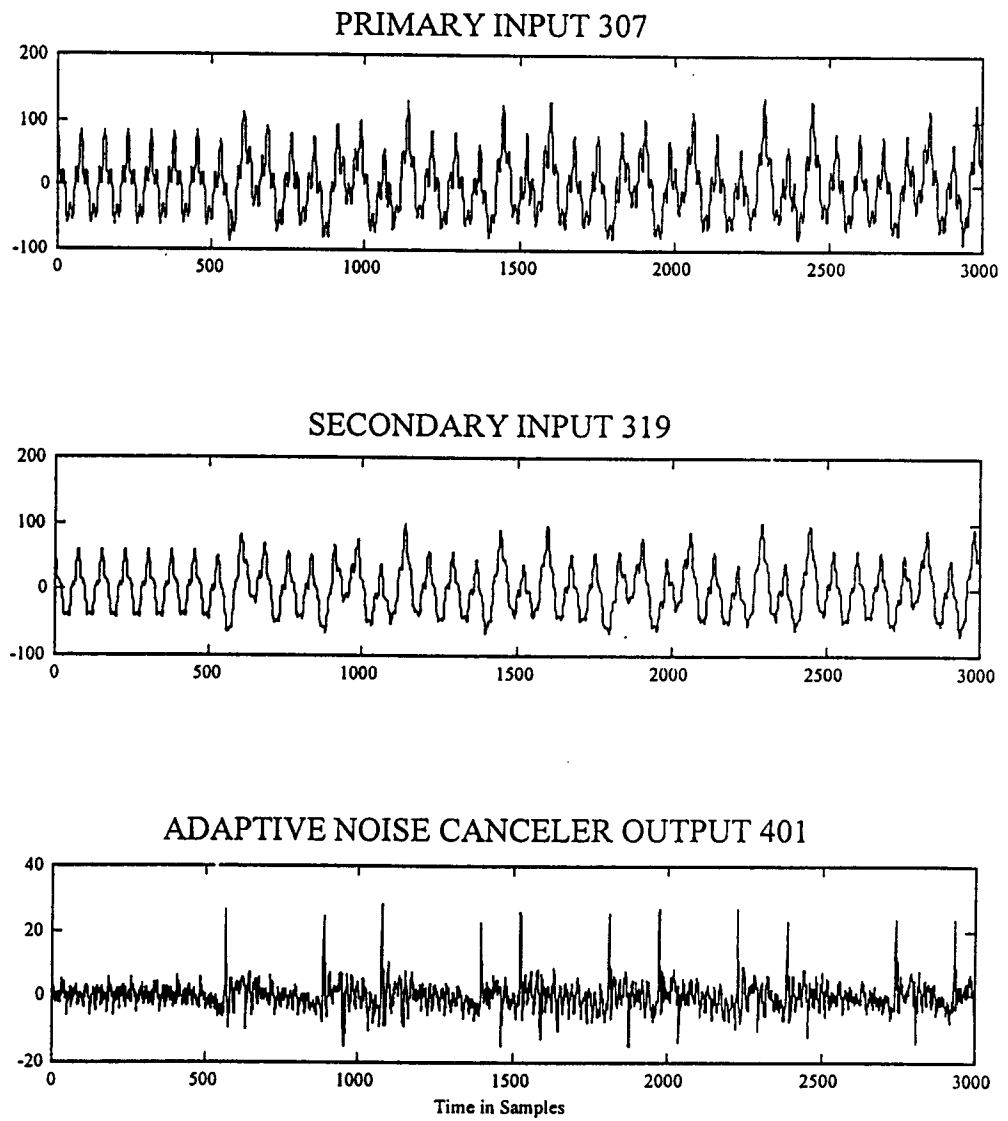 PRIMARY INPUT 307
200
100
0
-100
0 500 1000 1500 2000 2500 3000
SECONDARY INPUT 319
200
100
0
-100
0 500 1000 1500 2000 2500 3000
ADAPTIVE NOISE CANCELER OUTPUT 401
40
20
0
-20
0 500 1000 1500 2000 2500 3000
Time in Samples